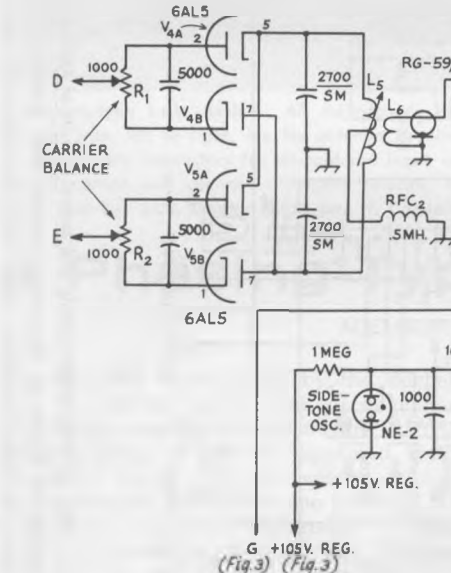 6AL5
V4A
2
5
1000
5000
2700
SM
L5
L6
RG-59/
D
R1
V4B
7
1
CARRIER
BALANCE
V5A
2
5
E
1000
R2
5000
V5B
2700
SM
RFC2
.5MH.
1
7
6AL5
1 MEG
SIDE-
TONE
OSC.
1000
NE-2
+105V. REG.
G +105V. REG.
(Fig.3) (Fig.3)